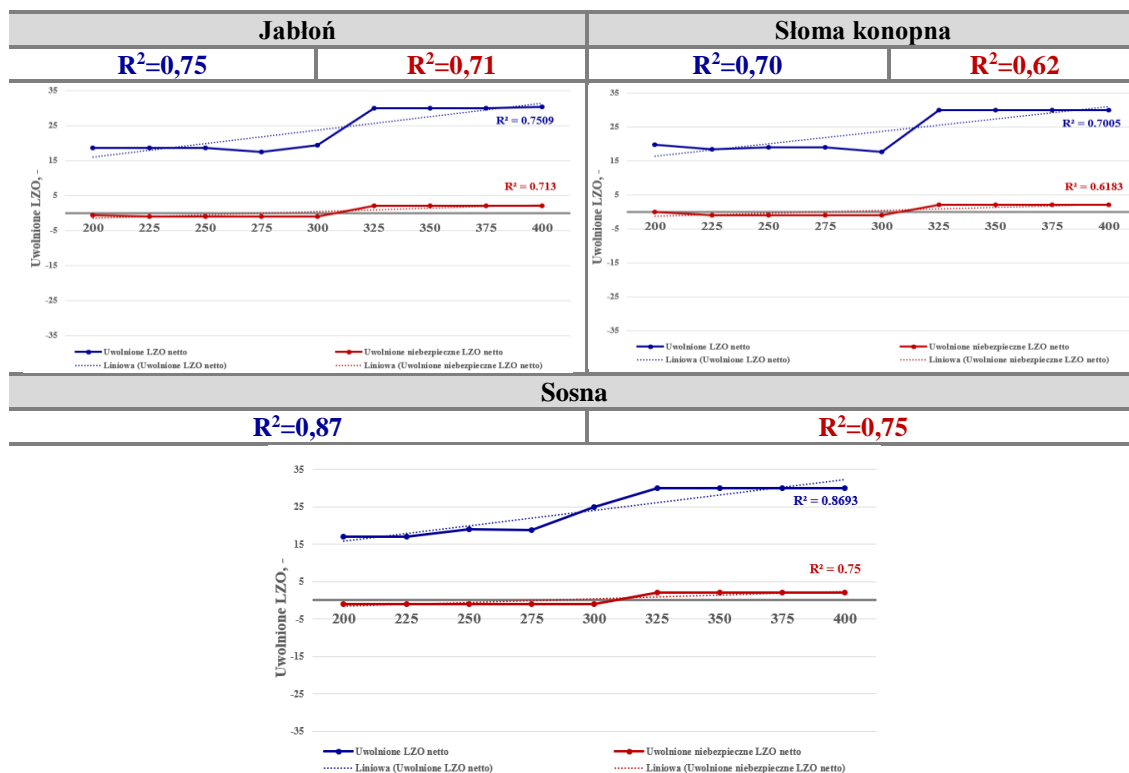 Jabłoń Słoma konopna
R²=0,75 R²=0,71 R²=0,70 R²=0,62
35
25
15
5
-5
-15
-25
-35
Uwolnione LZO, -
R² = 0.7509
R² = 0.713
200 225 250 275 300 325 350 375 400
Uwolnione LZO netto Uwolnione niebezpieczne LZO netto
Liniowa (Uwolnione LZO netto) Liniowa (Uwolnione niebezpieczne LZO netto)
35
25
15
5
-5
-15
-25
-35
Uwolnione LZO, -
R² = 0.7005
R² = 0.6183
200 225 250 275 300 325 350 375 400
Uwolnione LZO netto Uwolnione niebezpieczne LZO netto
Liniowa (Uwolnione LZO netto) Liniowa (Uwolnione niebezpieczne LZO netto)
Sosna
R²=0,87 R²=0,75
35
25
15
5
-5
-15
-25
-35
Uwolnione LZO, -
R² = 0.8693
R² = 0.75
200 225 250 275 300 325 350 375 400
Uwolnione LZO netto Uwolnione niebezpieczne LZO netto
Liniowa (Uwolnione LZO netto) Liniowa (Uwolnione niebezpieczne LZO netto)